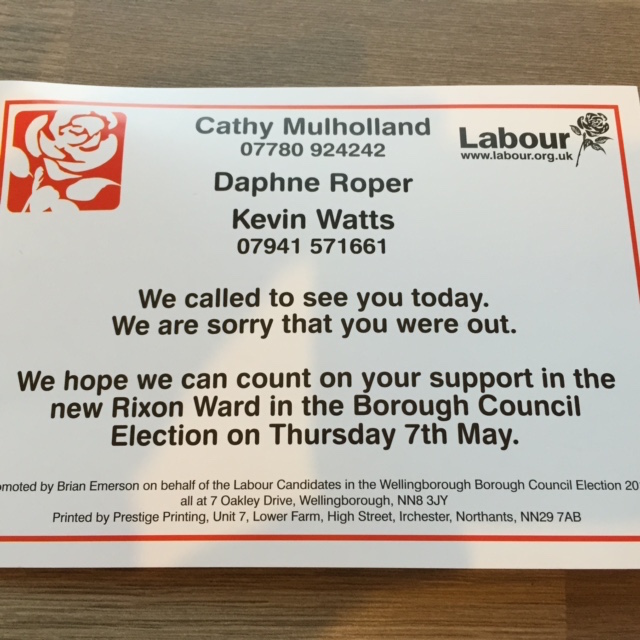 Cathy Mulholland
07780 924242
Labour
www.labour.org.uk
Daphne Roper
Kevin Watts
07941 571661
We called to see you today.
We are sorry that you were out.
We hope we can count on your support in the
new Rixon Ward in the Borough Council
Election on Thursday 7th May.
omoted by Brian Emerson on behalf of the Labour Candidates in the Wellingborough Borough Council Election 20
all at 7 Oakley Drive, Wellingborough, NN8 3JY
Printed by Prestige Printing, Unit 7, Lower Farm, High Street, Irchester, Northants, NN29 7AB